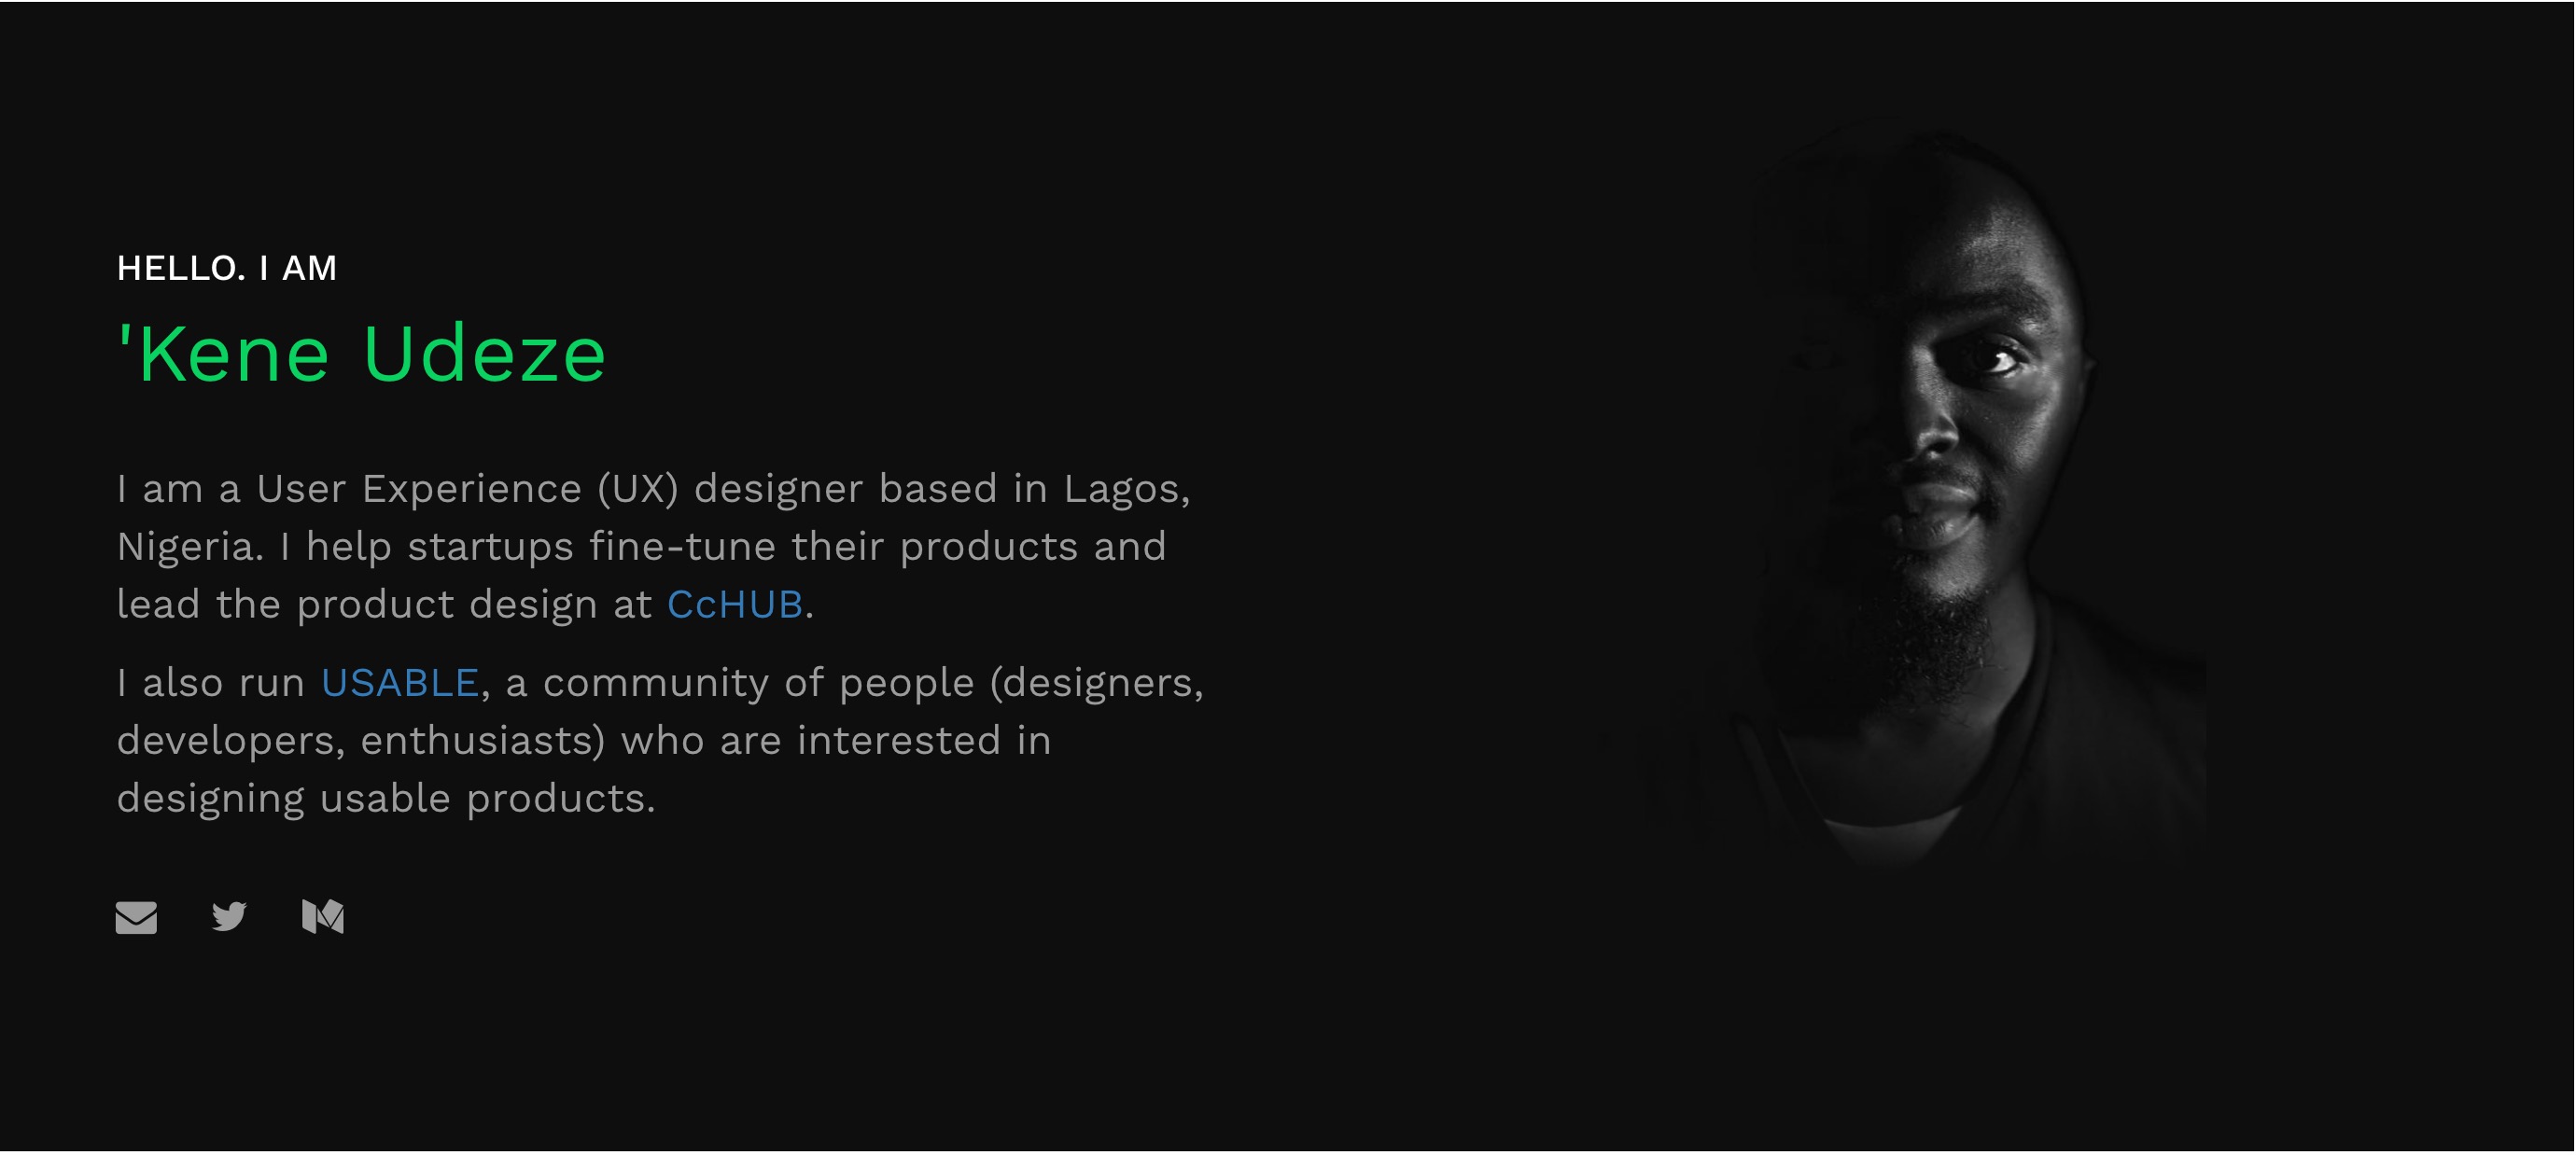 HELLO. I AM
'Kene Udeze
I am a User Experience (UX) designer based in Lagos,
Nigeria. I help startups fine-tune their products and
lead the product design at CcHUB.
I also run USABLE, a community of people (designers,
developers, enthusiasts) who are interested in
designing usable products.